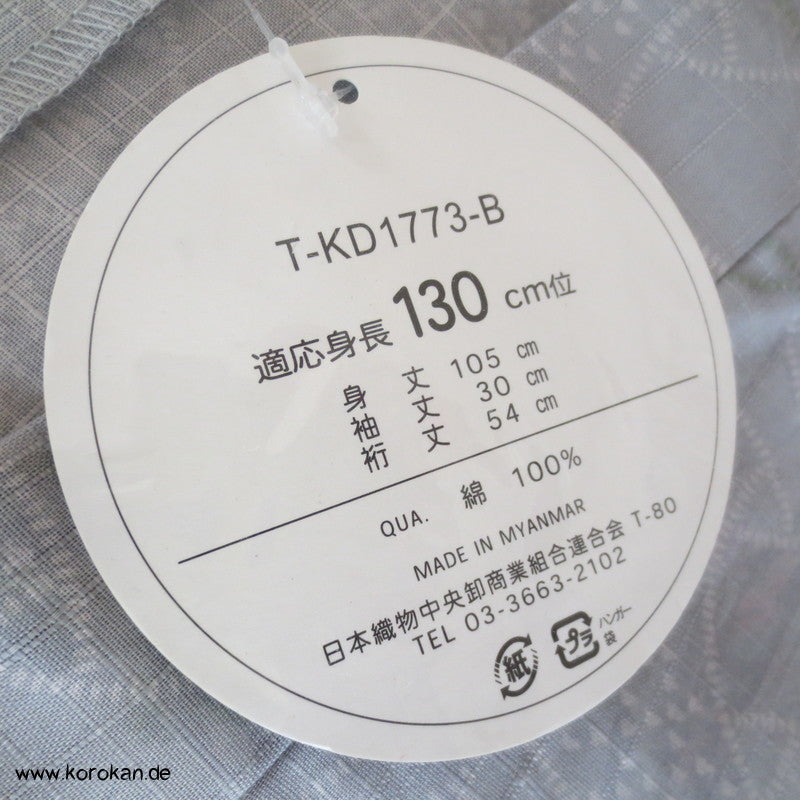 T-KD1773-B
適応身長 130 cm位
身 丈 105 cm
袖 丈 30 cm
裄 丈 54 cm
QUA. 綿 100%
MADE IN MYANMAR
日本織物中央卸商業組合連合会 T-80
TEL 03-3663-2102
紙 プラ ハンガー
袋
www.korokan.de